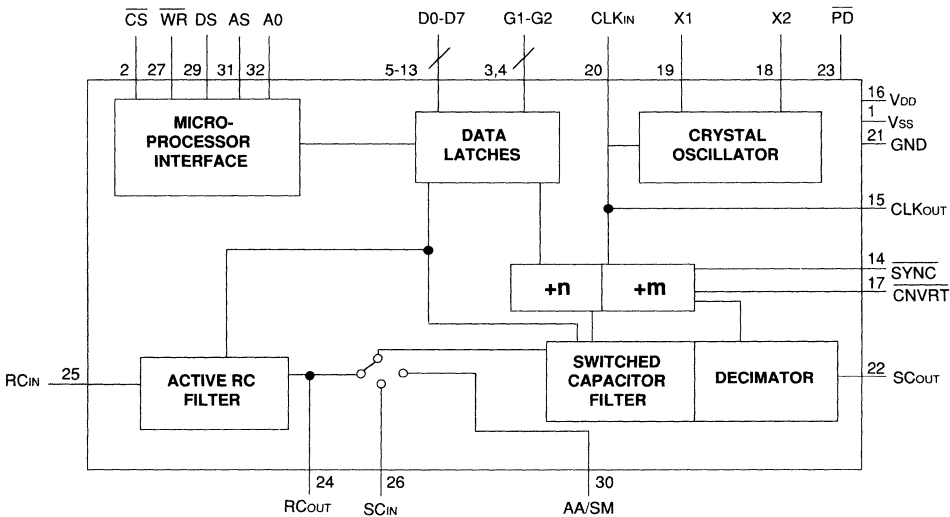 CS WR DS AS A0 D0-D7 G1-G2 CLKIN X1 X2 PD
2 27 29 31 32 5-13 3,4 20 19 18 23
16 VDD
1 VSS
21 GND
MICRO-
PROCESSOR
INTERFACE
DATA
LATCHES
CRYSTAL
OSCILLATOR
15 CLKOUT
14 SYNC
17 CNVRT
+n +m
RCIN 25
ACTIVE RC
FILTER
SWITCHED
CAPACITOR
FILTER
DECIMATOR
22 SCOUT
24 26 30
RCOUT SCIN AA/SM